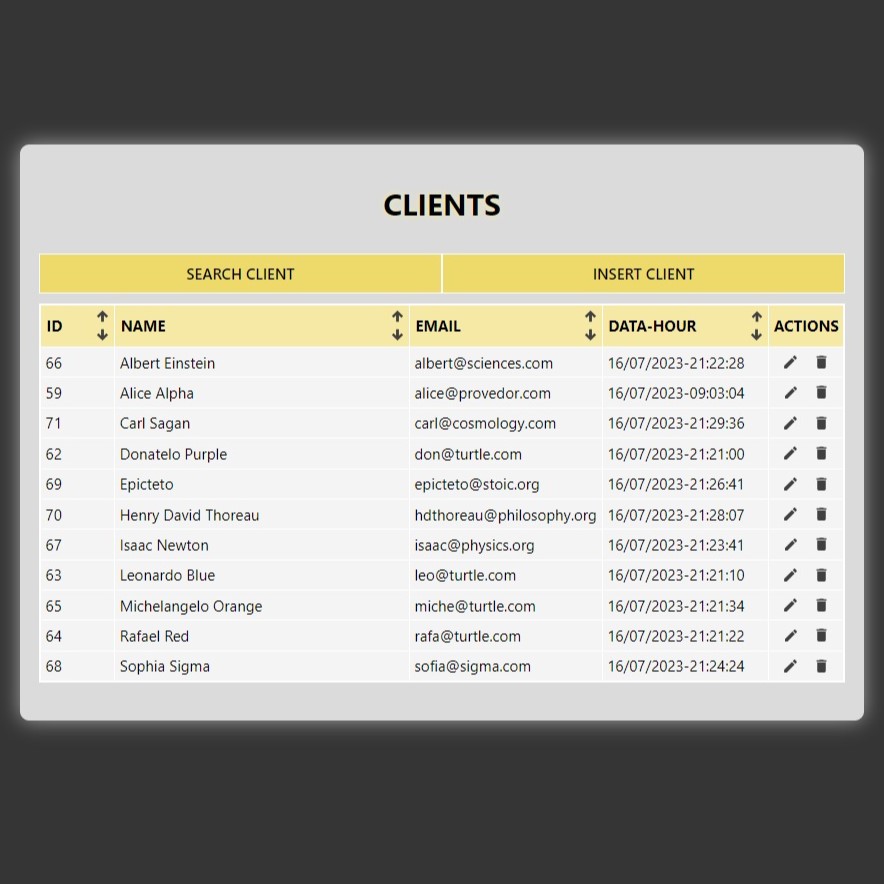 CLIENTS
SEARCH CLIENT INSERT CLIENT
ID NAME EMAIL DATA-HOUR ACTIONS
66 Albert Einstein albert@sciences.com 16/07/2023-21:22:28
59 Alice Alpha alice@provedor.com 16/07/2023-09:03:04
71 Carl Sagan carl@cosmology.com 16/07/2023-21:29:36
62 Donatelo Purple don@turtle.com 16/07/2023-21:21:00
69 Epicteto epicteto@stoic.org 16/07/2023-21:26:41
70 Henry David Thoreau hdthoreau@philosophy.org 16/07/2023-21:28:07
67 Isaac Newton isaac@physics.org 16/07/2023-21:23:41
63 Leonardo Blue leo@turtle.com 16/07/2023-21:21:10
65 Michelangelo Orange miche@turtle.com 16/07/2023-21:21:34
64 Rafael Red rafa@turtle.com 16/07/2023-21:21:22
68 Sophia Sigma sofia@sigma.com 16/07/2023-21:24:24